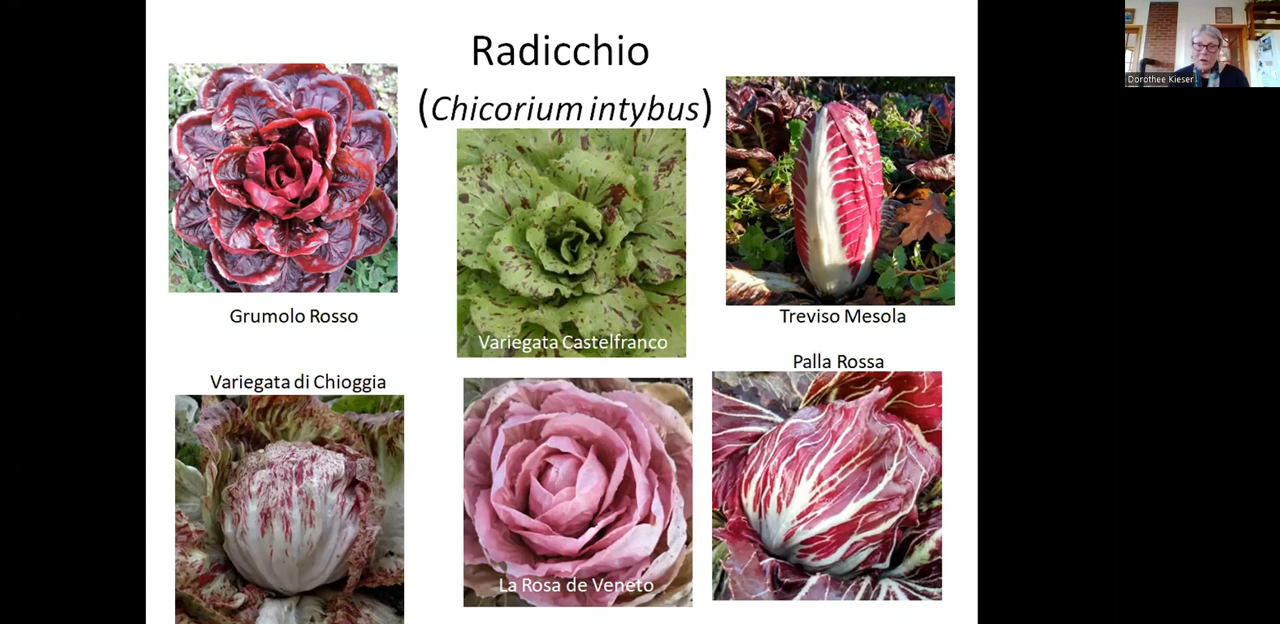 Radicchio
(Chicorium intybus)
Grumolo Rosso
Variegata Castelfranco
Treviso Mesola
Variegata di Chioggia
La Rosa de Veneto
Palla Rossa
Dorothee Kieser